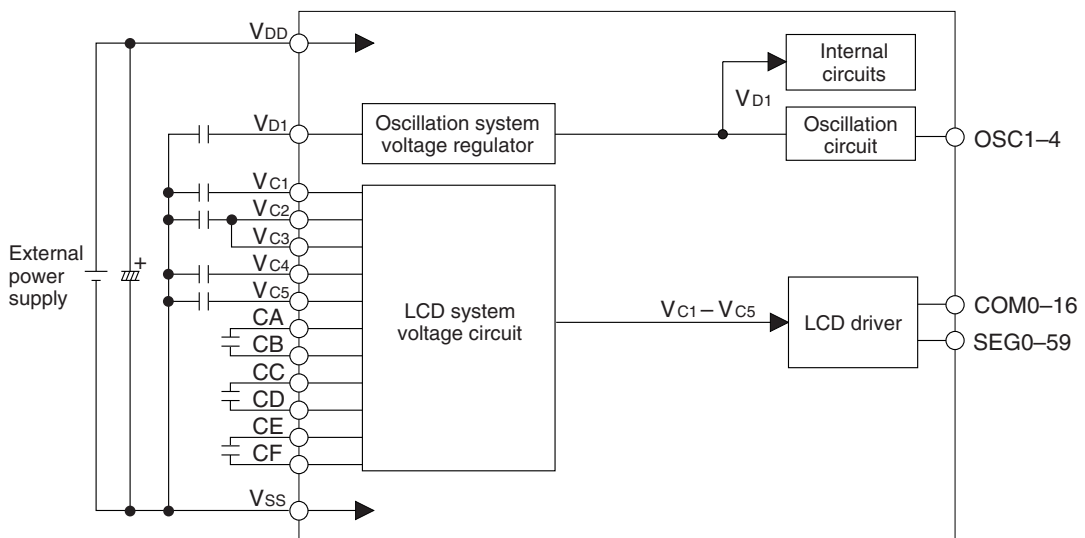 VDD
Internal
circuits
VD1
VD1
Oscillation system
voltage regulator
Oscillation
circuit
OSC1–4
VC1
VC2
VC3
VC4
VC5
External
power
supply
+
CA
CB
CC
CD
CE
CF
LCD system
voltage circuit
VC1–VC5
LCD driver
COM0–16
SEG0–59
VSS